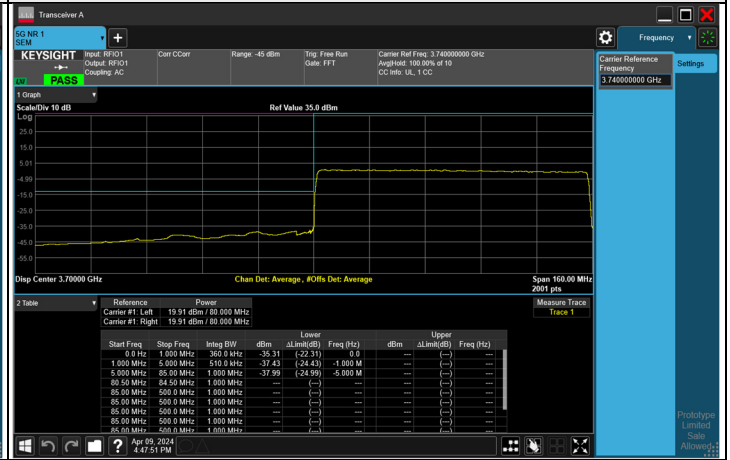 Transceiver A
5G NR 1
SEM
Frequency
KEYSIGHT
LVI
PASS
Input: RFIO1
Output: RFIO1
Coupling: AC
Corr CCorr
Range: -45 dBm
Trig: Free Run
Gate: FFT
Carrier Ref Freq: 3.740000000 GHz
Avg|Hold: 100.00% of 10
CC Info: UL, 1 CC
Carrier Reference
Frequency
3.740000000 GHz
Settings
1 Graph
Scale/Div 10 dB
Ref Value 35.0 dBm
Log
25.0
15.0
5.01
-4.99
-15.0
-25.0
-35.0
-45.0
-55.0
Disp Center 3.70000 GHz
Chan Det: Average , #Offs Det: Average
Span 160.00 MHz
2001 pts
2 Table
Reference Power
Carrier #1: Left 19.91 dBm / 80.000 MHz
Carrier #1: Right 19.91 dBm / 80.000 MHz
Measure Trace
Trace 1
Lower Upper
Start Freq Stop Freq Integ BW dBm ΔLimit(dB) Freq (Hz) dBm ΔLimit(dB) Freq (Hz)
0.0 Hz 1.000 MHz 360.0 kHz -35.31 (-22.31) 0.0 --- (---) ---
1.000 MHz 5.000 MHz 510.0 kHz -37.43 (-24.43) -1.000 M --- (---) ---
5.000 MHz 85.00 MHz 1.000 MHz -37.99 (-24.99) -5.000 M --- (---) ---
80.50 MHz 84.50 MHz 1.000 MHz --- (---) --- --- (---) ---
85.00 MHz 500.0 MHz 1.000 MHz --- (---) --- --- (---) ---
85.00 MHz 500.0 MHz 1.000 MHz --- (---) --- --- (---) ---
85.00 MHz 500.0 MHz 1.000 MHz --- (---) --- --- (---) ---
85.00 MHz 500.0 MHz 1.000 MHz --- (---) --- --- (---) ---
85.00 MHz 500.0 MHz 1.000 MHz --- (---) --- --- (---) ---
Apr 09, 2024
4:47:51 PM
Prototype
Limited
Sale
Allowed